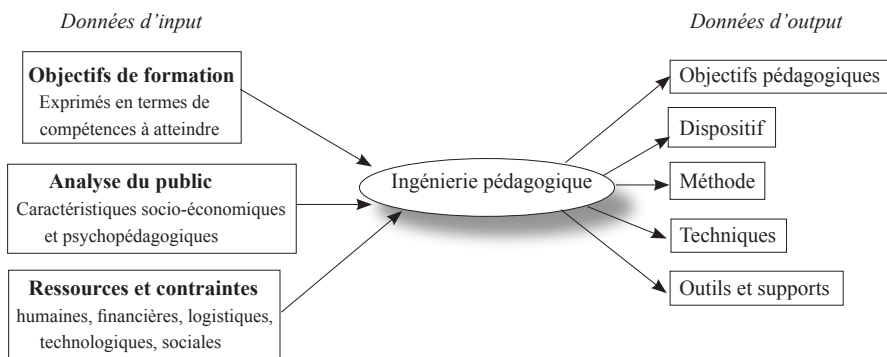 Données d’input
Objectifs de formation
Exprimés en termes de
compétences à atteindre
Analyse du public
Caractéristiques socio-économiques
et psychopédagogiques
Ressources et contraintes
humaines, financières, logistiques,
technologiques, sociales
Ingénierie pédagogique
Données d’output
Objectifs pédagogiques
Dispositif
Méthode
Techniques
Outils et supports